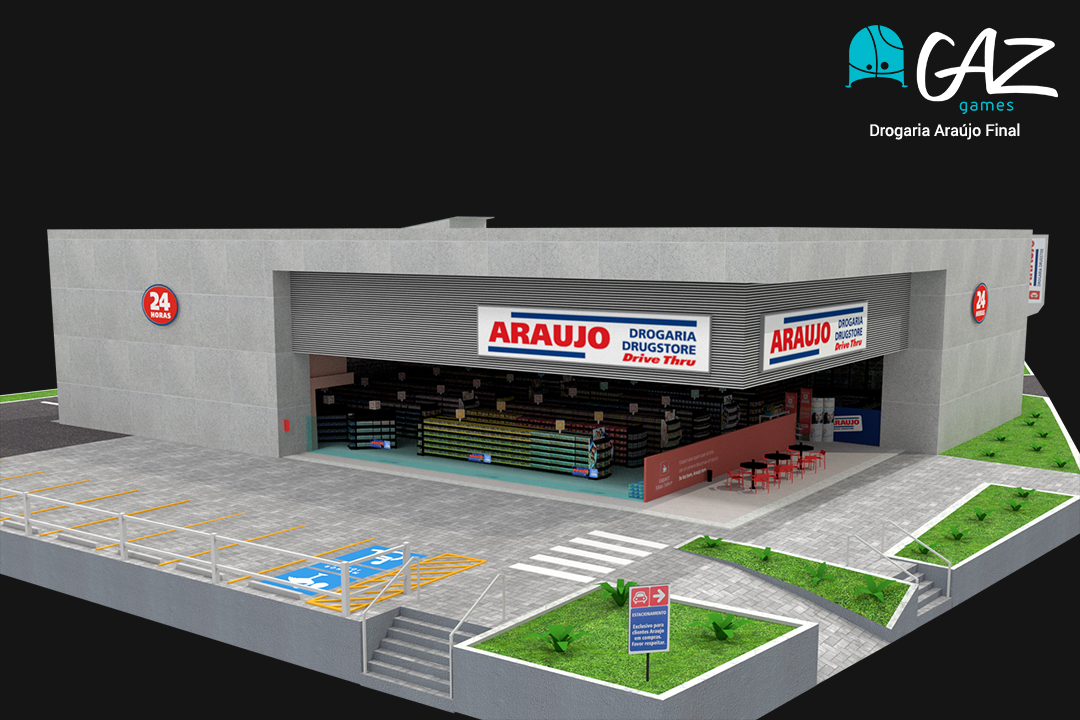 GAZ
games
Drogaria Araújo Final
24
HORAS
ARAUJO
DROGARIA
DRUGSTORE
Drive Thru
ARAUJO
DROGARIA
DRUGSTORE
Drive Thru
24
HORAS
ARAUJO
ESTACIONAMENTO
Exclusivo para
clientes Araujo
em compras.
Favor respeitar.